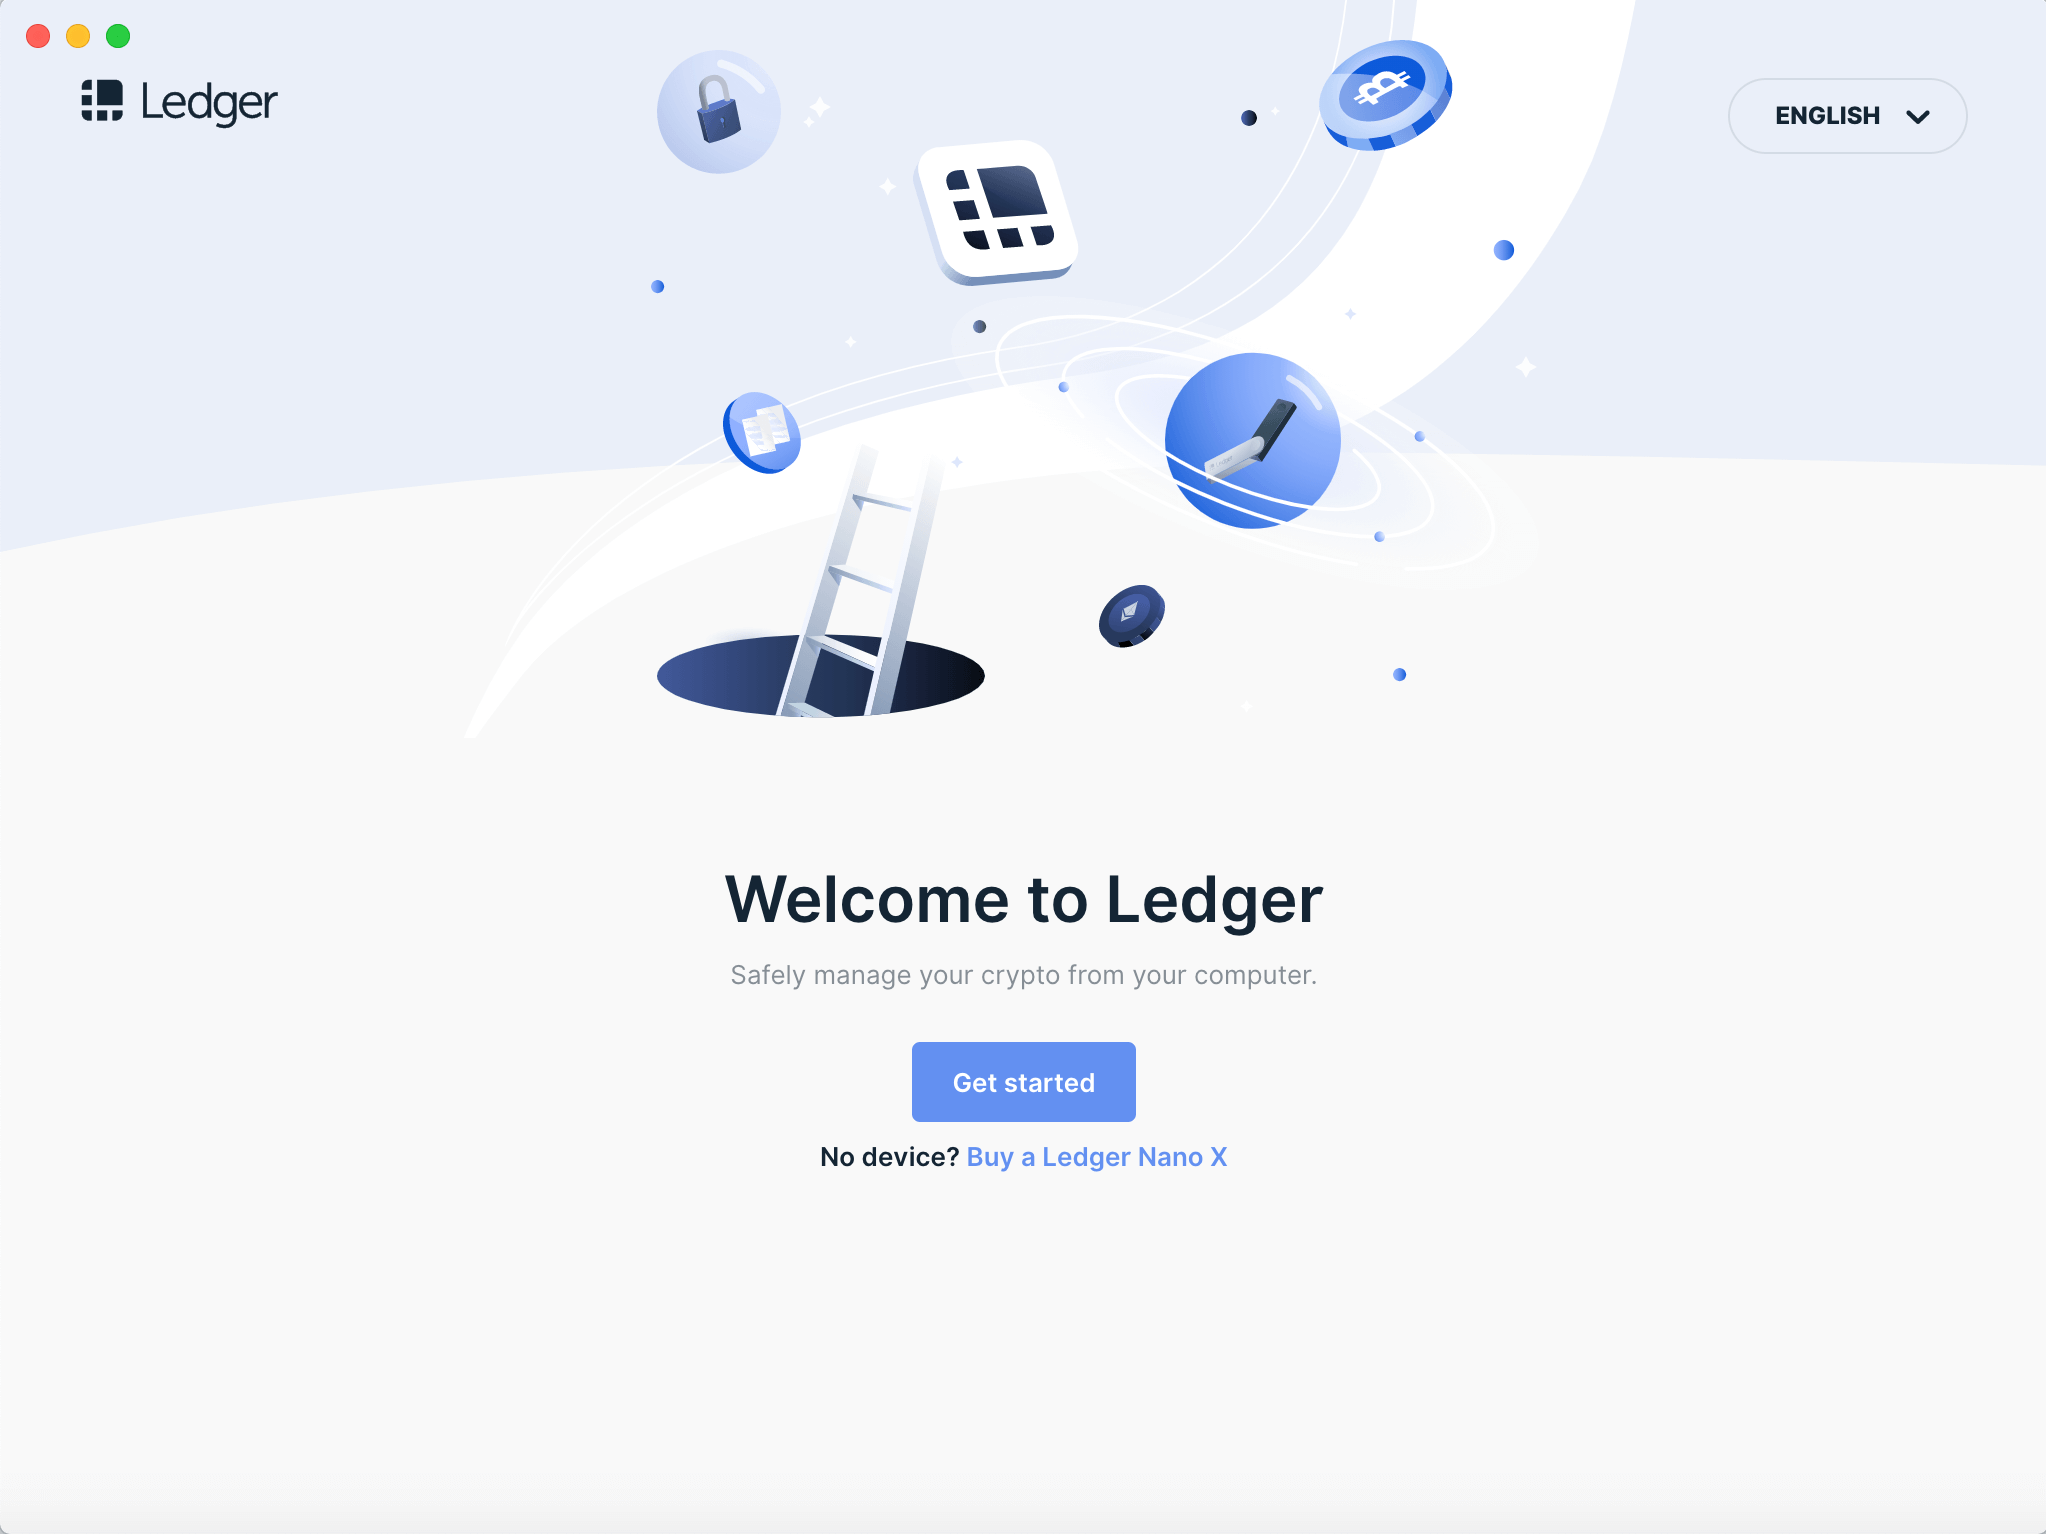 Ledger
ENGLISH
Welcome to Ledger
Safely manage your crypto from your computer.
Get started
No device? Buy a Ledger Nano X